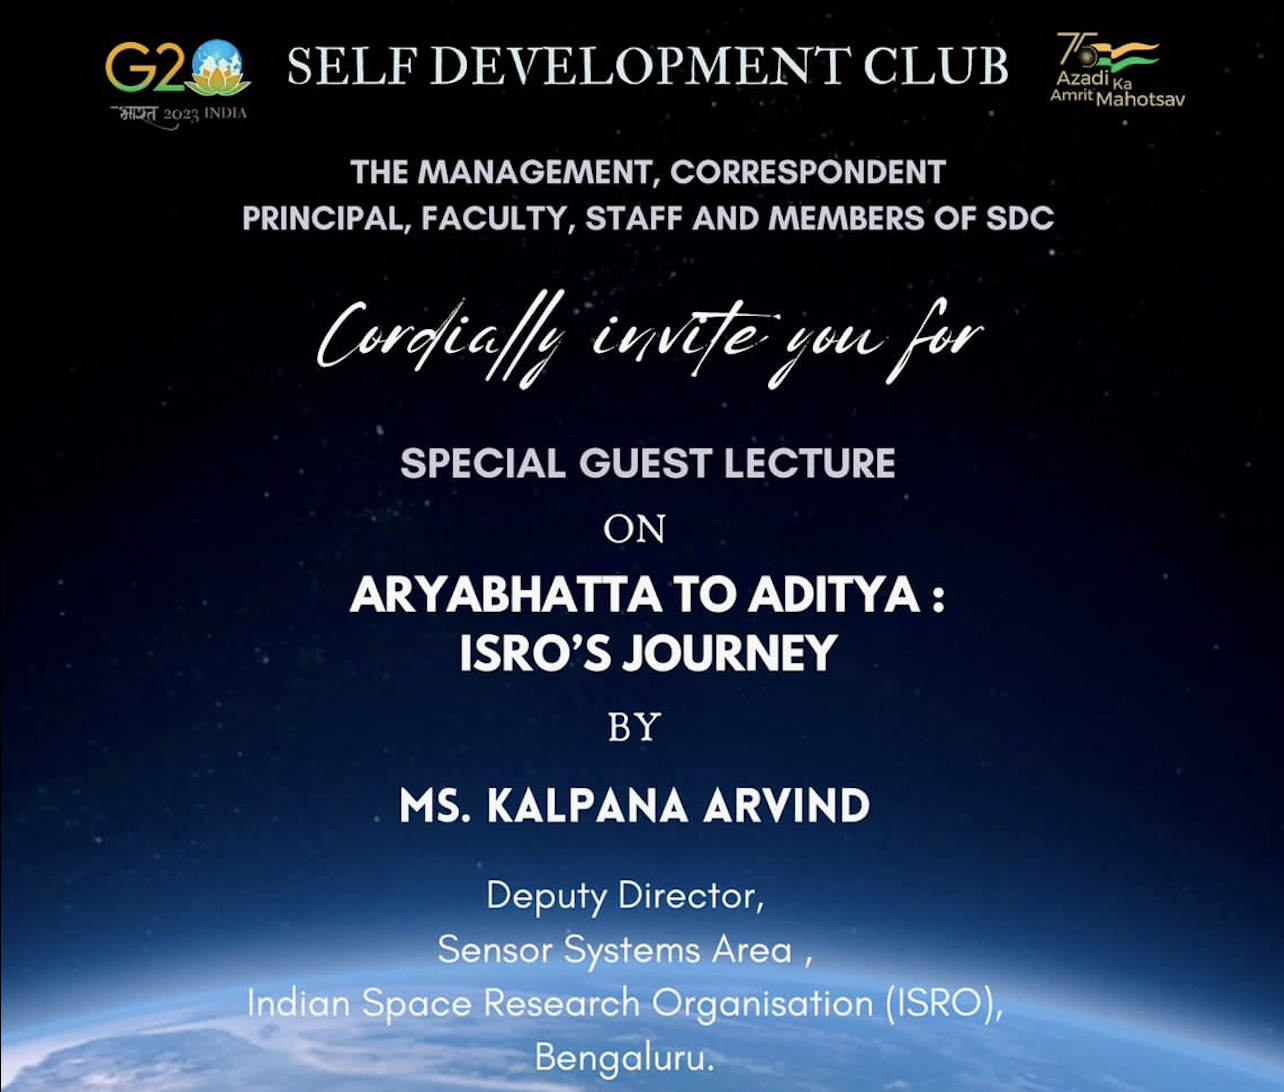 G20
भारत 2023 INDIA
SELF DEVELOPMENT CLUB
75
Azadi Ka
Amrit Mahotsav
THE MANAGEMENT, CORRESPONDENT
PRINCIPAL, FACULTY, STAFF AND MEMBERS OF SDC
Cordially invite you for
SPECIAL GUEST LECTURE
ON
ARYABHATTA TO ADITYA :
ISRO'S JOURNEY
BY
MS. KALPANA ARVIND
Deputy Director,
Sensor Systems Area ,
Indian Space Research Organisation (ISRO),
Bengaluru.